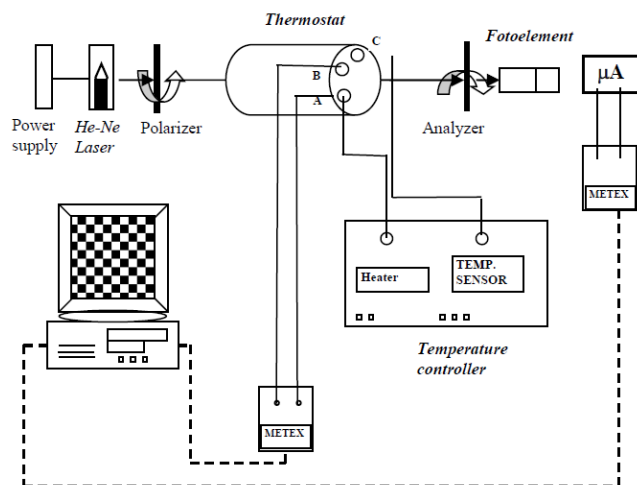 Thermostat
C
Fotoelement
B
A
μA
Power
supply
He-Ne
Laser
Polarizer
Analyzer
METEX
Heater
TEMP.
SENSOR
Temperature
controller
METEX